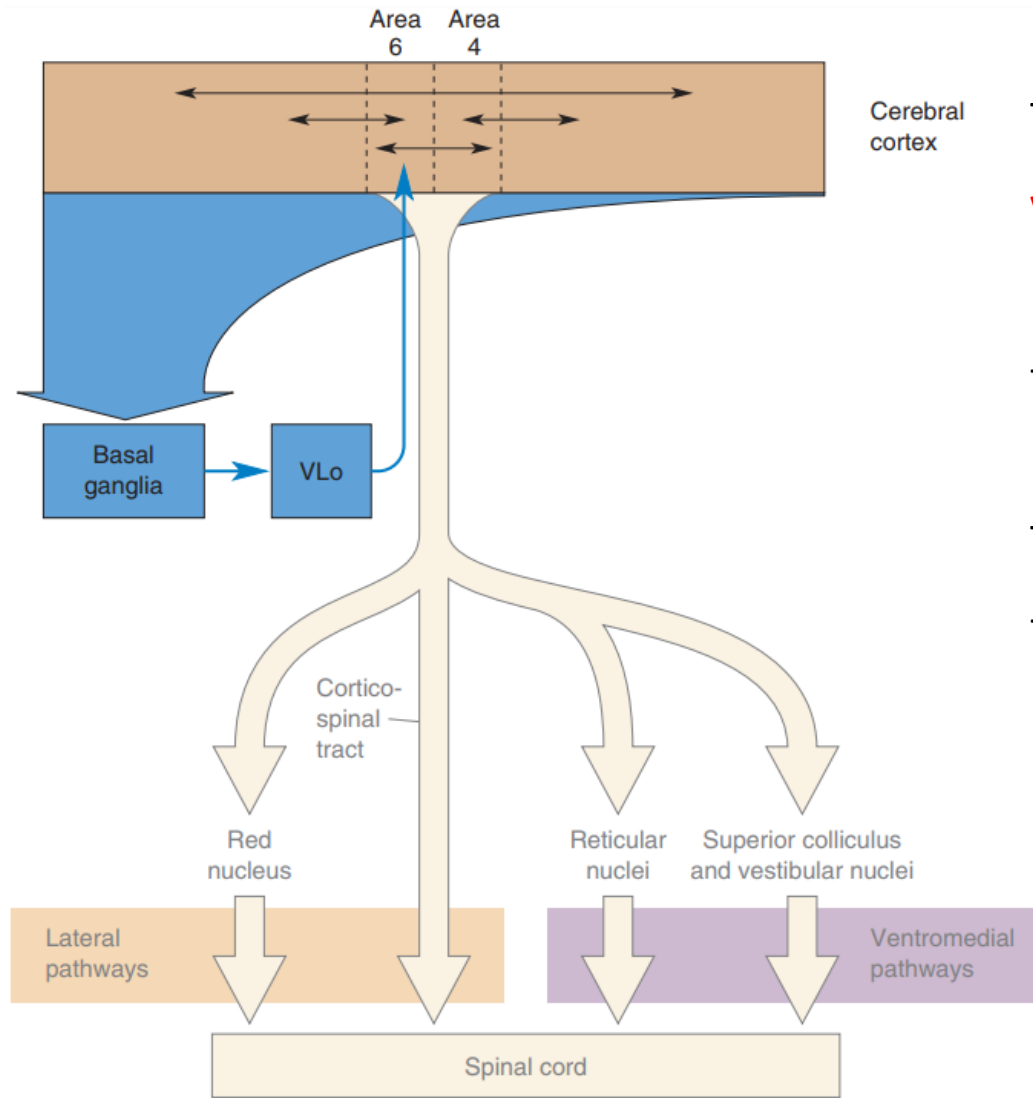 Area Area
6 4
Cerebral
cortex
Basal
ganglia
VLo
Cortico-
spinal
tract
Red
nucleus
Reticular
nuclei
Superior colliculus
and vestibular nuclei
Lateral
pathways
Ventromedial
pathways
Spinal cord